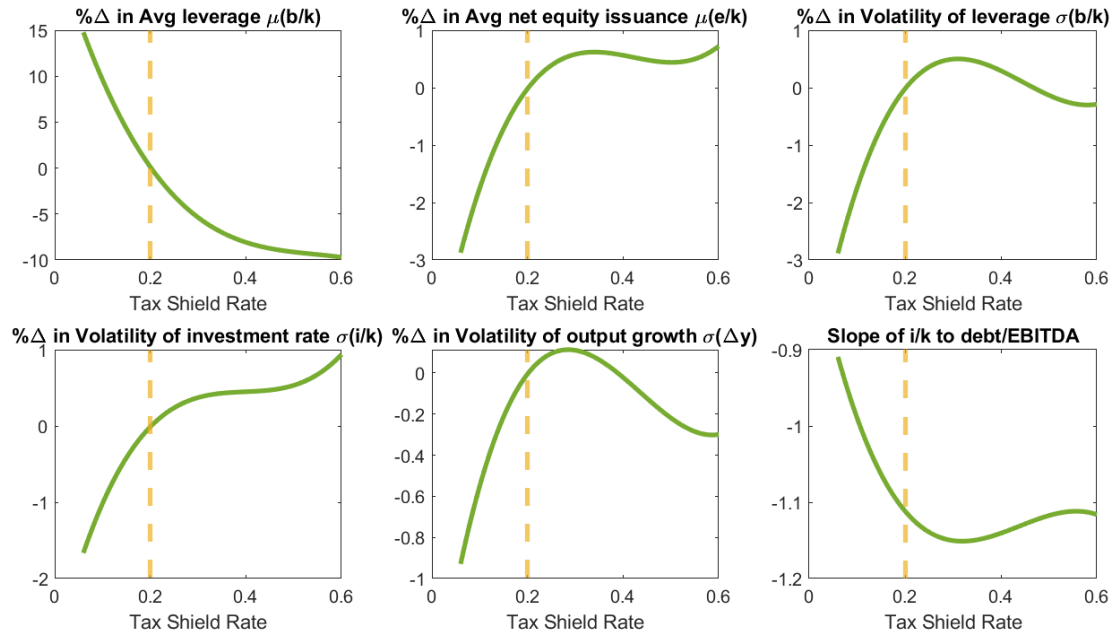 %Δ in Avg leverage μ(b/k)
15
10
5
0
-5
-10
0 0.2 0.4 0.6
Tax Shield Rate
%Δ in Avg net equity issuance μ(e/k)
1
0
-1
-2
-3
0 0.2 0.4 0.6
Tax Shield Rate
%Δ in Volatility of leverage σ(b/k)
1
0
-1
-2
-3
0 0.2 0.4 0.6
Tax Shield Rate
%Δ in Volatility of investment rate σ(i/k)
1
0
-1
-2
0 0.2 0.4 0.6
Tax Shield Rate
%Δ in Volatility of output growth σ(Δy)
0
-0.2
-0.4
-0.6
-0.8
-1
0 0.2 0.4 0.6
Tax Shield Rate
Slope of i/k to debt/EBITDA
-0.9
-1
-1.1
-1.2
0 0.2 0.4 0.6
Tax Shield Rate